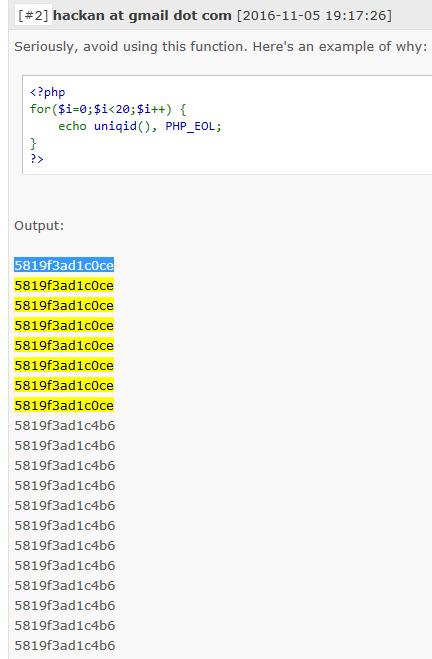 [#2] hackan at gmail dot com [2016-11-05 19:17:26]
Seriously, avoid using this function. Here's an example of why:
<?php
for($i=0;$i<20;$i++) {
    echo uniqid(), PHP_EOL;
}
?>
Output:
5819f3ad1c0ce
5819f3ad1c0ce
5819f3ad1c0ce
5819f3ad1c0ce
5819f3ad1c0ce
5819f3ad1c0ce
5819f3ad1c0ce
5819f3ad1c0ce
5819f3ad1c4b6
5819f3ad1c4b6
5819f3ad1c4b6
5819f3ad1c4b6
5819f3ad1c4b6
5819f3ad1c4b6
5819f3ad1c4b6
5819f3ad1c4b6
5819f3ad1c4b6
5819f3ad1c4b6
5819f3ad1c4b6
5819f3ad1c4b6